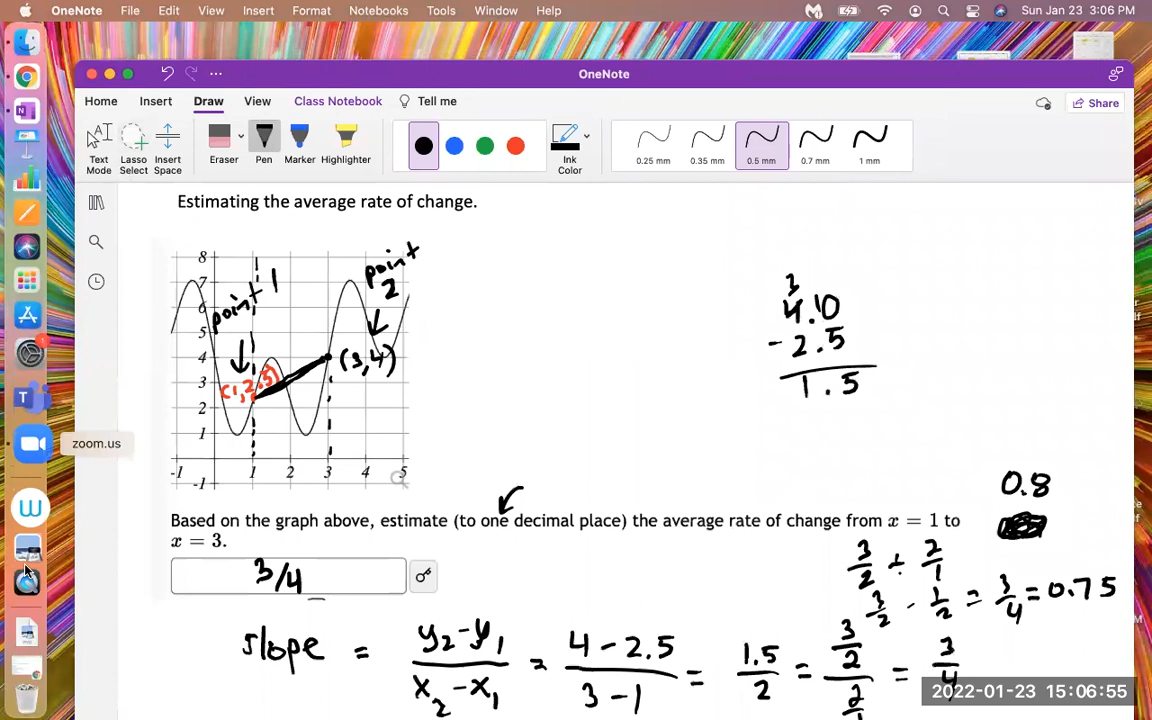 OneNote File Edit View Insert Format Notebooks Tools Window Help Sun Jan 23 3:06 PM
OneNote
Home Insert Draw View Class Notebook Tell me Share
Text Mode Lasso Select Insert Space Eraser Pen Marker Highlighter Ink Color 0.25 mm 0.35 mm 0.5 mm 0.7 mm 1 mm
Estimating the average rate of change.
8
7
6
5
4
3
2
1
-1 1 2 3 4 5
-1
point 1
point 2
(1,2.5)
(3,4)
3
4.10
- 2.5
1.5
zoom.us
0.8
Based on the graph above, estimate (to one decimal place) the average rate of change from x = 1 to
x = 3.
3/4
3/2 ÷ 2/1
3/2 · 1/2 = 3/4 = 0.75
slope = y2-y1 / x2-x1 = 4-2.5 / 3-1 = 1.5/2 = 3/2 / 2/1 = 3/4
2022-01-23 15:06:55